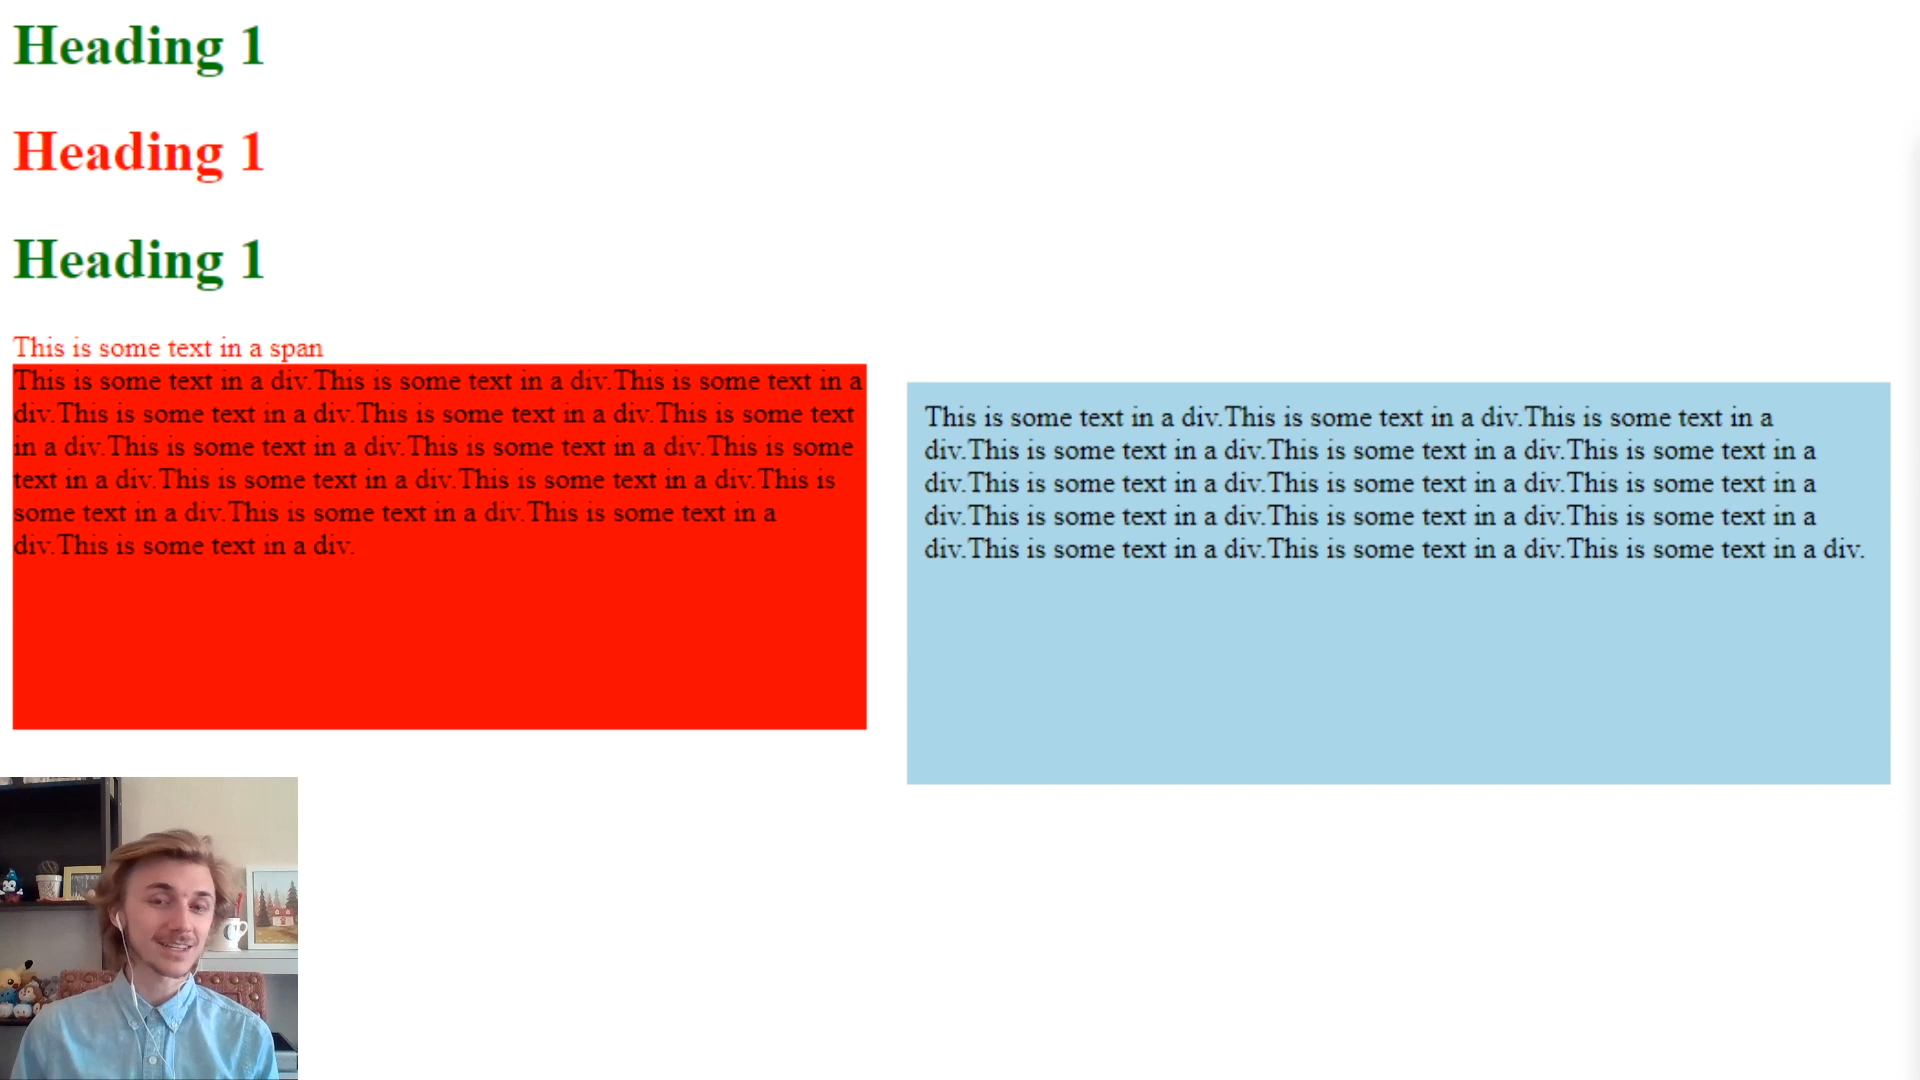 Heading 1
Heading 1
Heading 1
This is some text in a span
This is some text in a div.This is some text in a div.This is some text in a
div.This is some text in a div.This is some text in a div.This is some text
in a div.This is some text in a div.This is some text in a div.This is some
text in a div.This is some text in a div.This is some text in a div.This is
some text in a div.This is some text in a div.This is some text in a
div.This is some text in a div.
This is some text in a div.This is some text in a div.This is some text in a
div.This is some text in a div.This is some text in a div.This is some text in a
div.This is some text in a div.This is some text in a div.This is some text in a
div.This is some text in a div.This is some text in a div.This is some text in a
div.This is some text in a div.This is some text in a div.This is some text in a div.